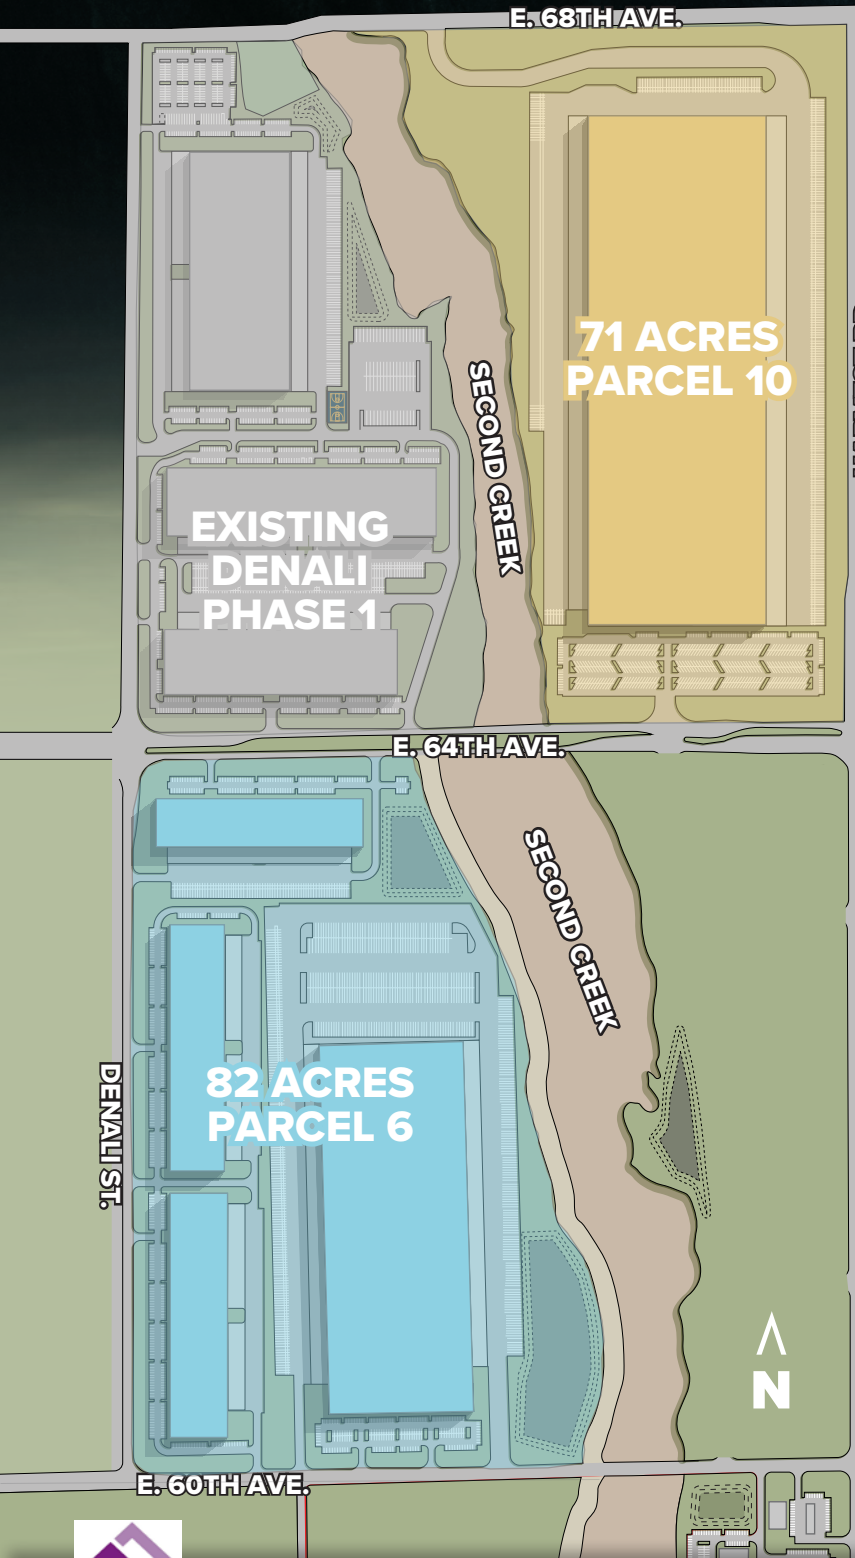 E. 68TH AVE.
71 ACRES
PARCEL 10
SECOND CREEK
EXISTING
DENALI
PHASE 1
E. 64TH AVE.
SECOND CREEK
82 ACRES
PARCEL 6
DENALI ST.
N
E. 60TH AVE.